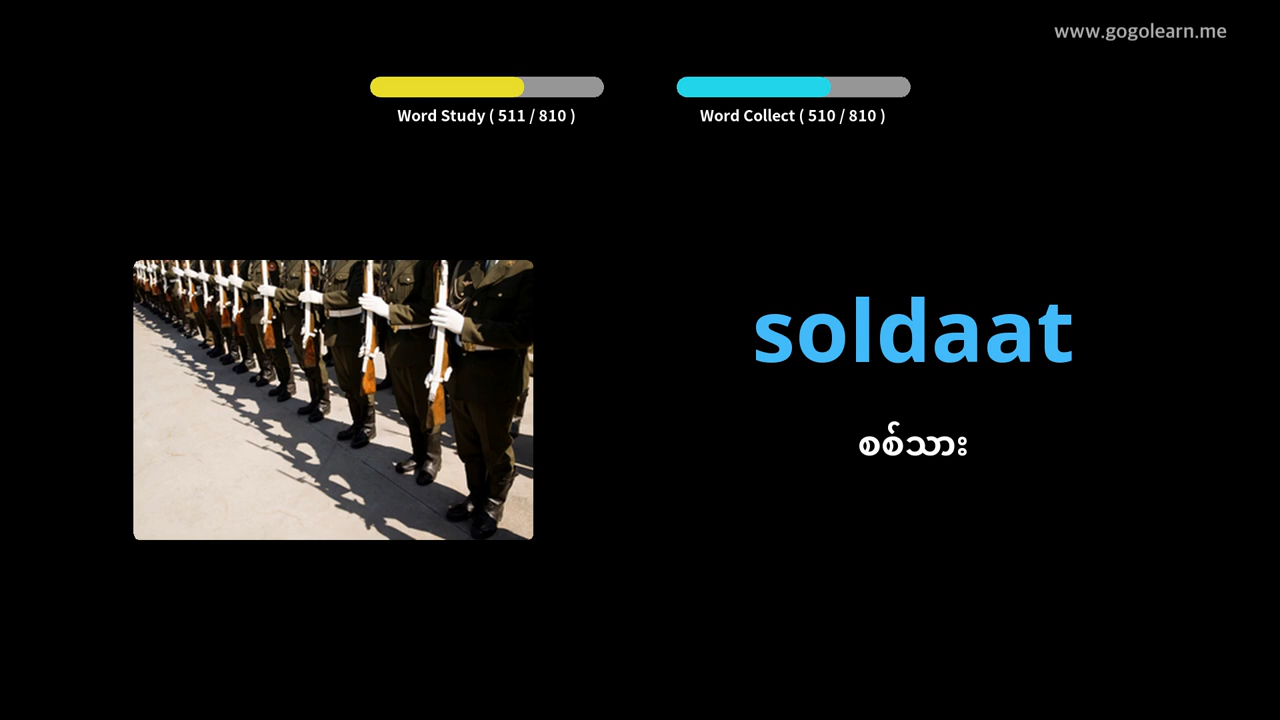 www.gogolearn.me
Word Study ( 511 / 810 )
Word Collect ( 510 / 810 )
soldaat
စစ်သား